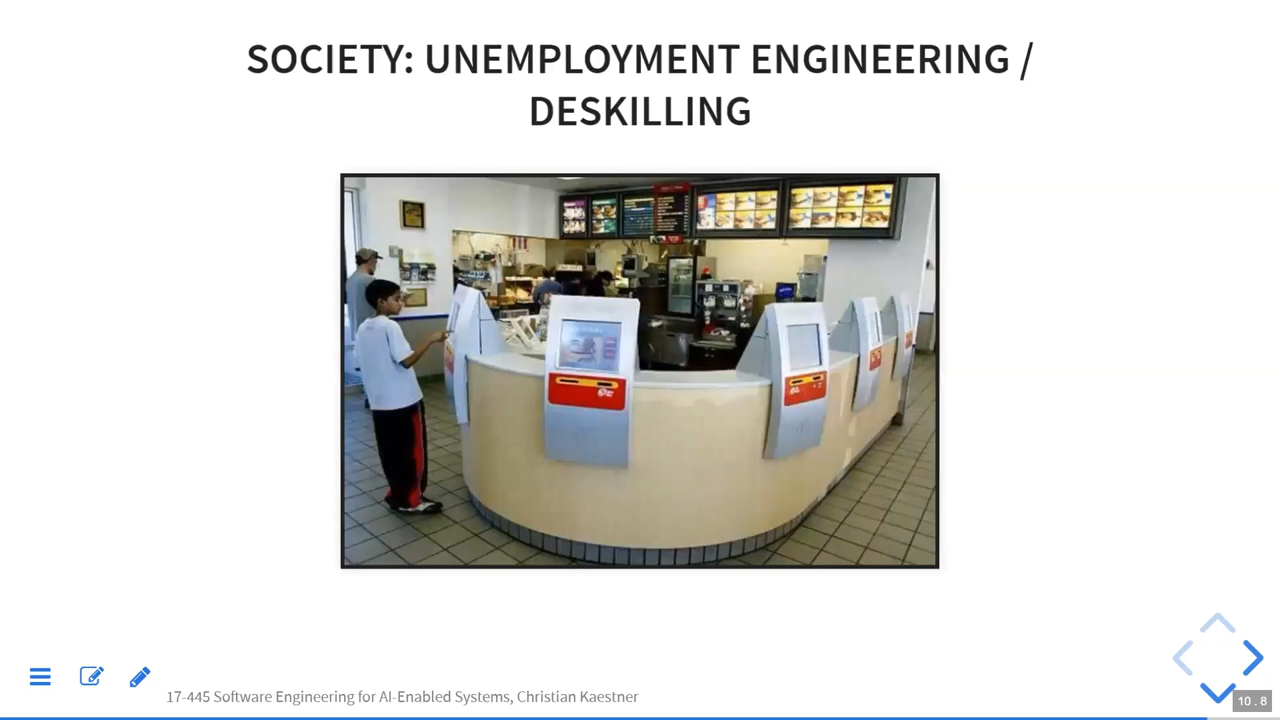 SOCIETY: UNEMPLOYMENT ENGINEERING /
DESKILLING
17-445 Software Engineering for AI-Enabled Systems, Christian Kaestner
10.8